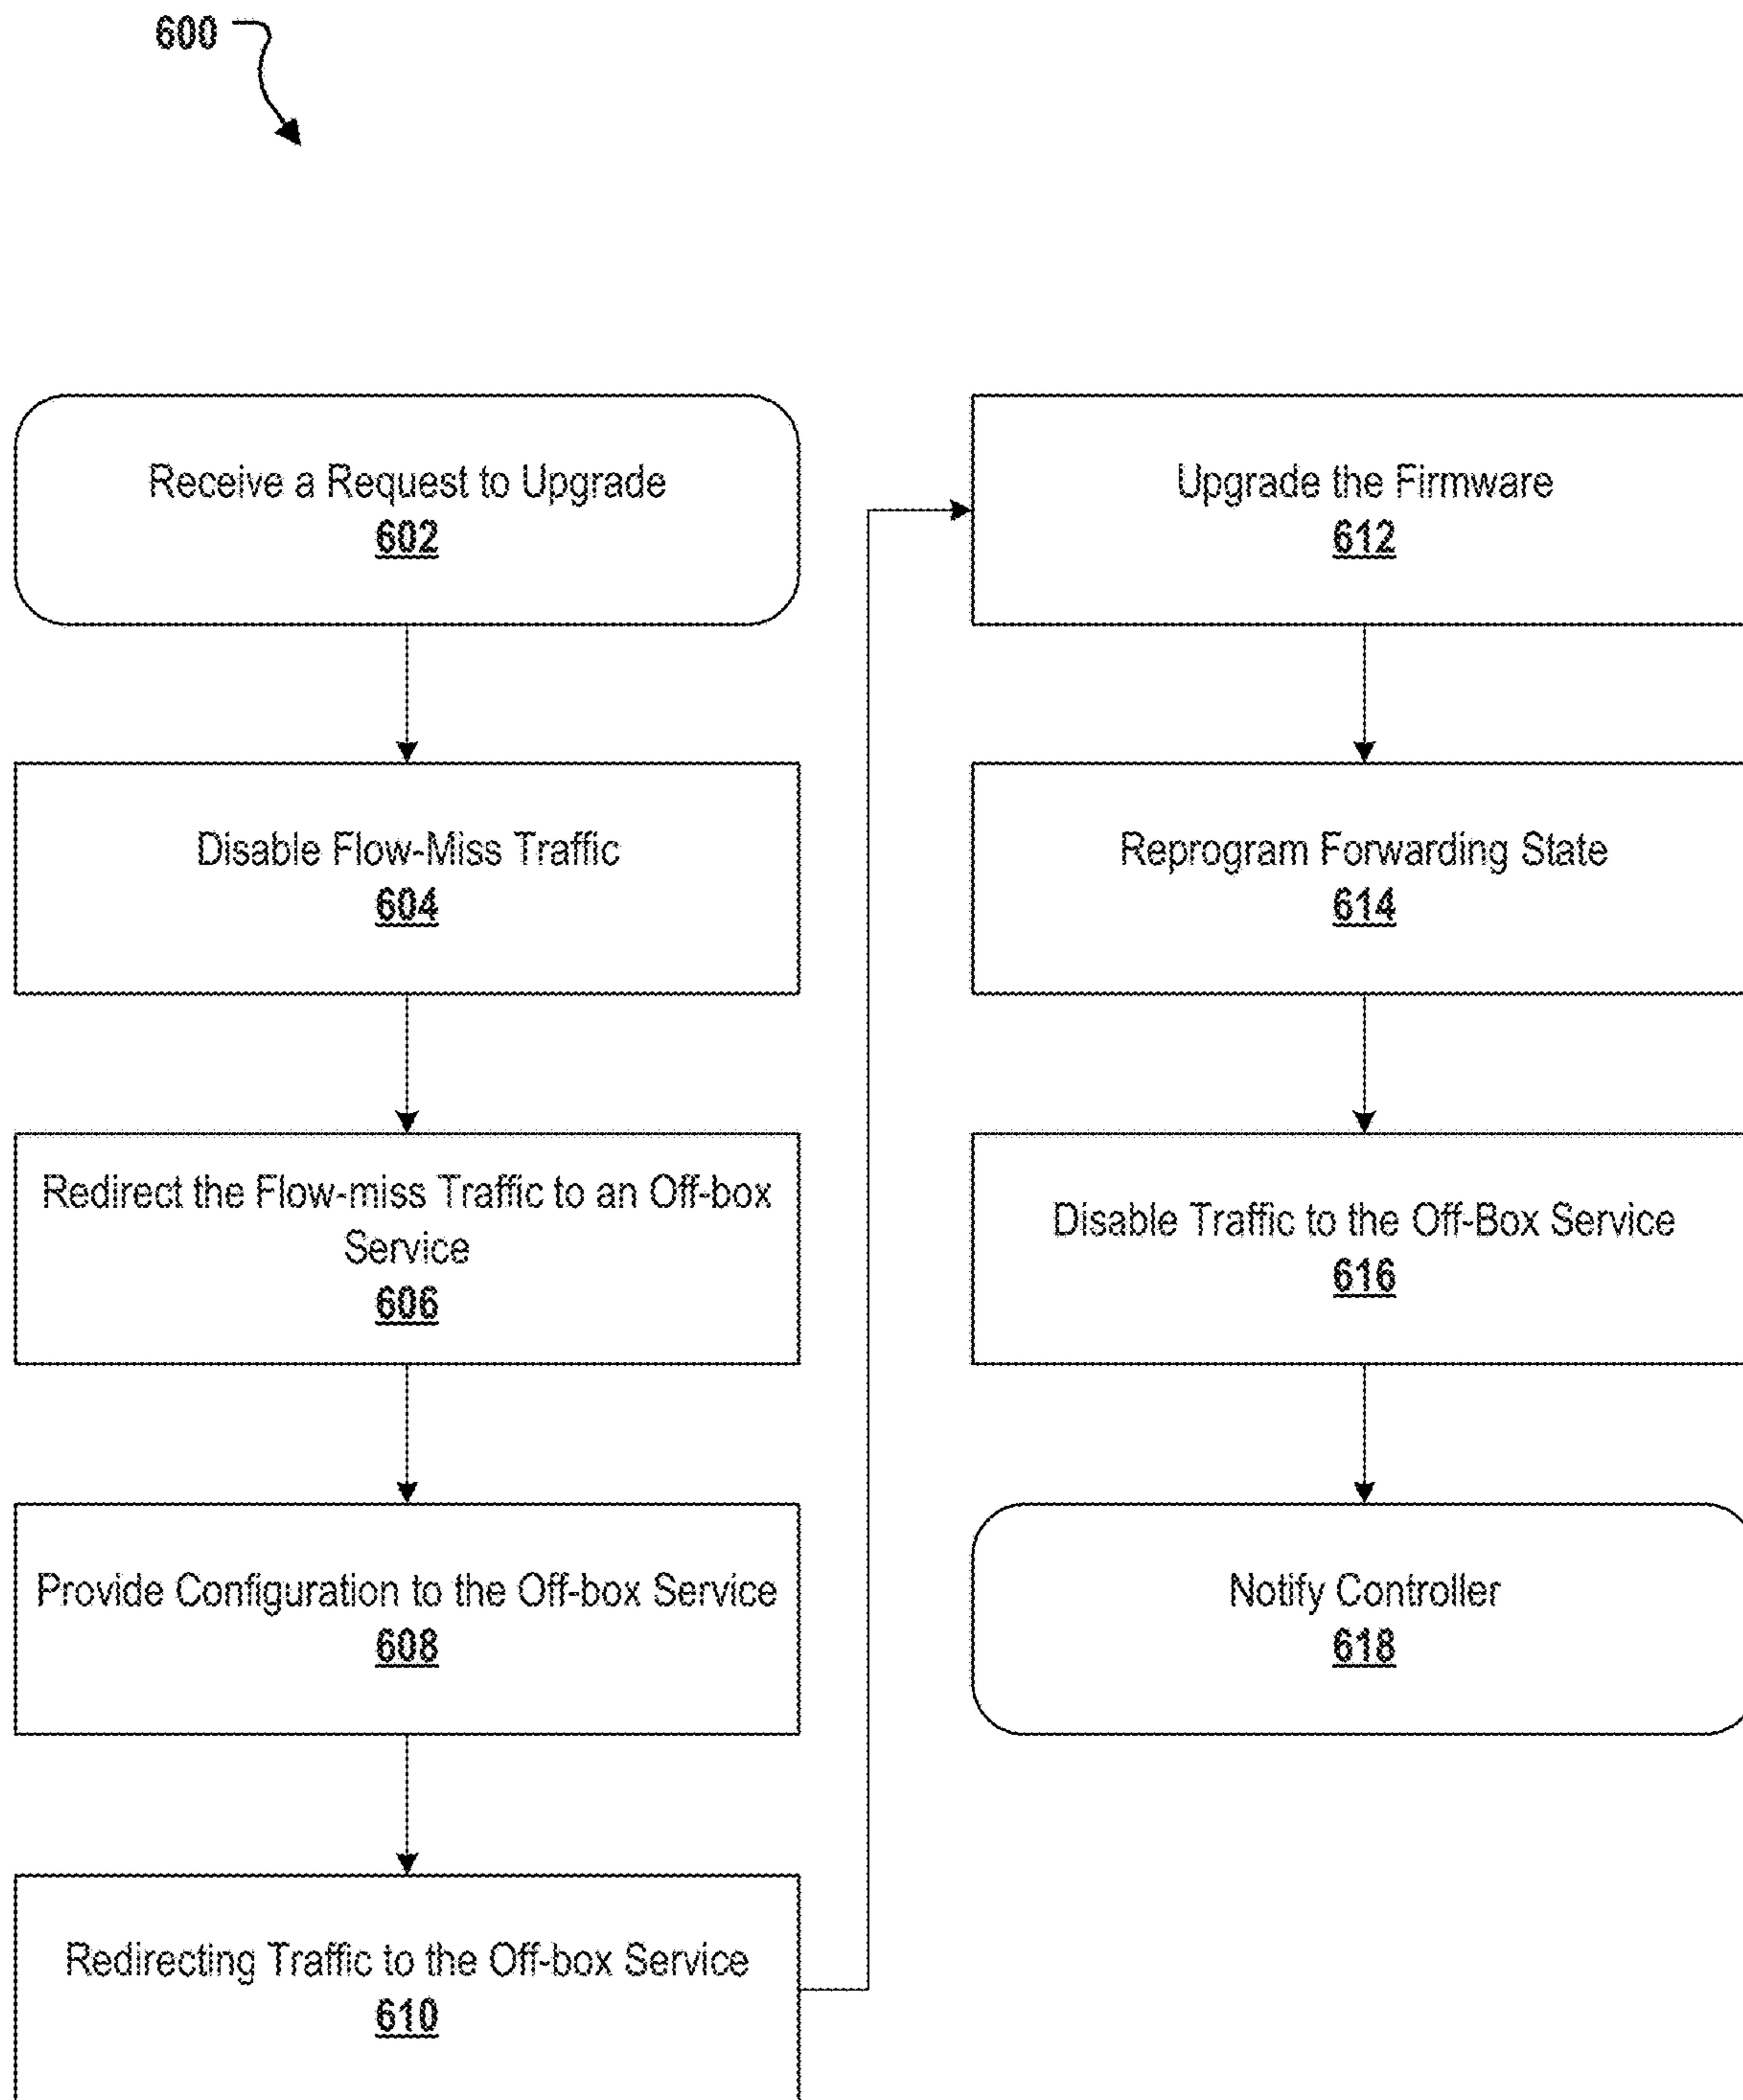 600
Receive a Request to Upgrade
602
Disable Flow-Miss Traffic
604
Redirect the Flow-miss Traffic to an Off-box
Service
606
Provide Configuration to the Off-box Service
608
Redirecting Traffic to the Off-box Service
610
Upgrade the Firmware
612
Reprogram Forwarding State
614
Disable Traffic to the Off-Box Service
616
Notify Controller
618